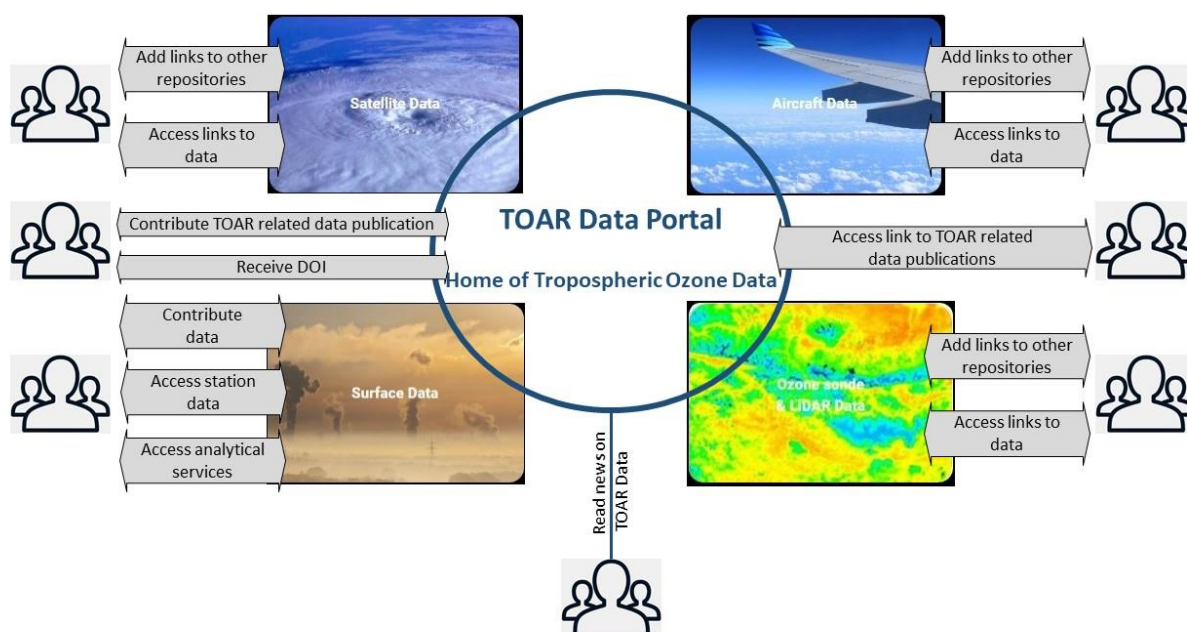 Add links to other
repositories
Satellite Data
Access links to
data
Aircraft Data
Add links to other
repositories
Access links to
data
Contribute TOAR related data publication
Receive DOI
TOAR Data Portal
Home of Tropospheric Ozone Data
Access link to TOAR related
data publications
Contribute
data
Access station
data
Access analytical
services
Surface Data
Ozone sonde
& LiDAR Data
Add links to other
repositories
Access links to
data
Read news on
TOAR Data